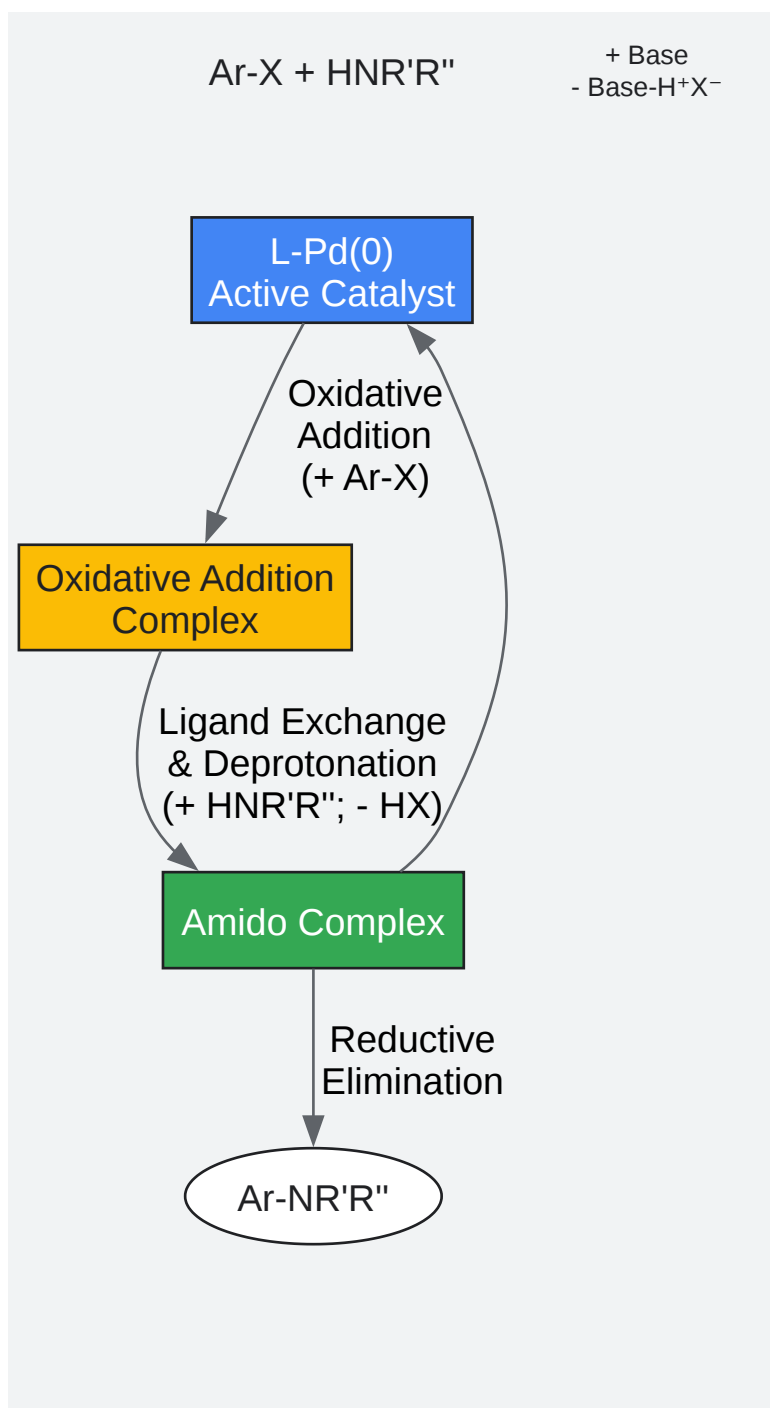 Ar-X + HNR'R"
+ Base
- Base-H⁺X⁻
L-Pd(0)
Active Catalyst
Oxidative
Addition
(+ Ar-X)
Oxidative Addition
Complex
Ligand Exchange
& Deprotonation
(+ HNR'R"; - HX)
Amido Complex
Reductive
Elimination
Ar-NR'R"